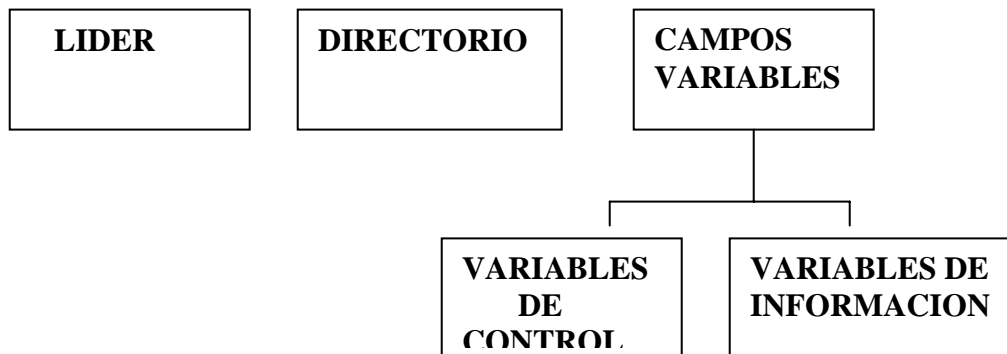 LIDER
DIRECTORIO
CAMPOS
VARIABLES
VARIABLES
DE
CONTROL
VARIABLES DE
INFORMACION